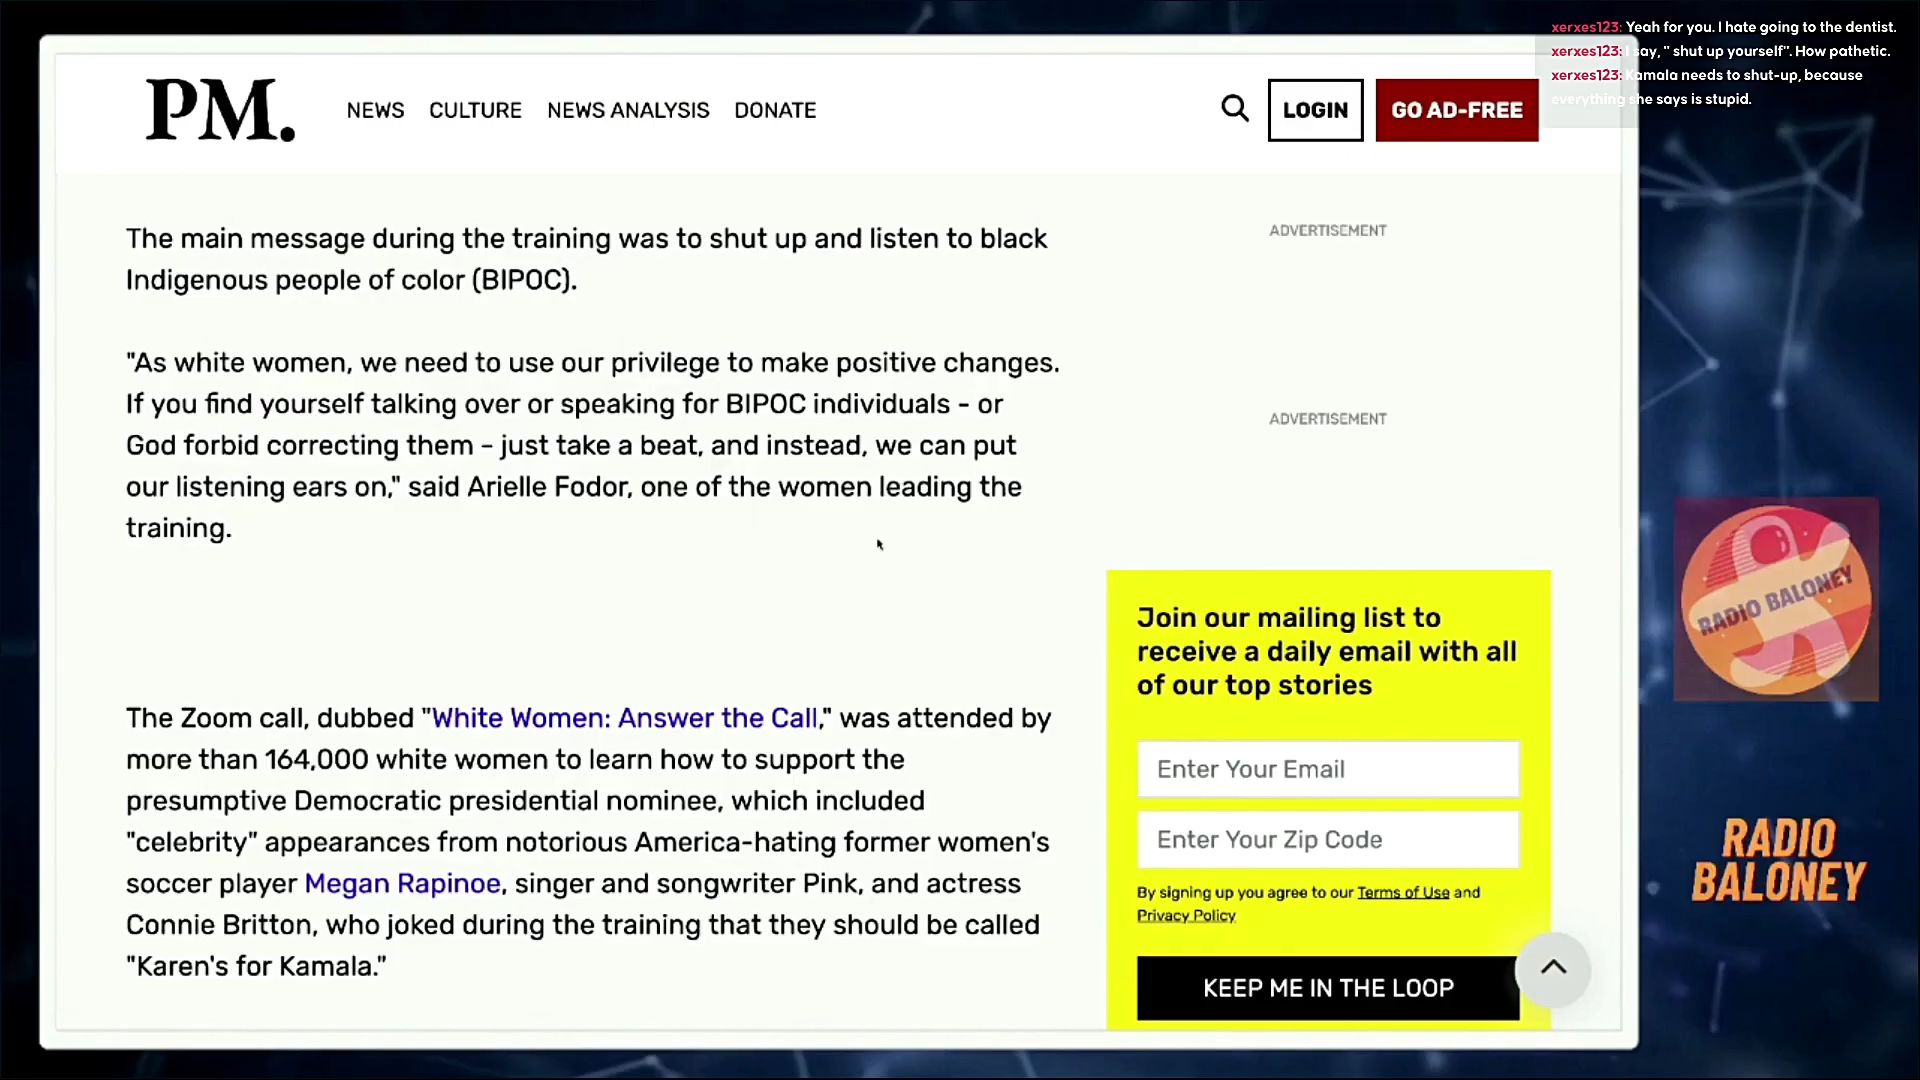 xerxes123: Yeah for you. I hate going to the dentist.
xerxes123: I say, " shut up yourself". How pathetic.
xerxes123: Kamala needs to shut-up, because
everything she says is stupid.
PM.
NEWS CULTURE NEWS ANALYSIS DONATE
LOGIN
GO AD-FREE
The main message during the training was to shut up and listen to black
Indigenous people of color (BIPOC).
"As white women, we need to use our privilege to make positive changes.
If you find yourself talking over or speaking for BIPOC individuals - or
God forbid correcting them - just take a beat, and instead, we can put
our listening ears on," said Arielle Fodor, one of the women leading the
training.
The Zoom call, dubbed "White Women: Answer the Call," was attended by
more than 164,000 white women to learn how to support the
presumptive Democratic presidential nominee, which included
"celebrity" appearances from notorious America-hating former women's
soccer player Megan Rapinoe, singer and songwriter Pink, and actress
Connie Britton, who joked during the training that they should be called
"Karen's for Kamala."
ADVERTISEMENT
ADVERTISEMENT
Join our mailing list to
receive a daily email with all
of our top stories
Enter Your Email
Enter Your Zip Code
By signing up you agree to our Terms of Use and
Privacy Policy
KEEP ME IN THE LOOP
RADIO BALONEY
RADIO
BALONEY